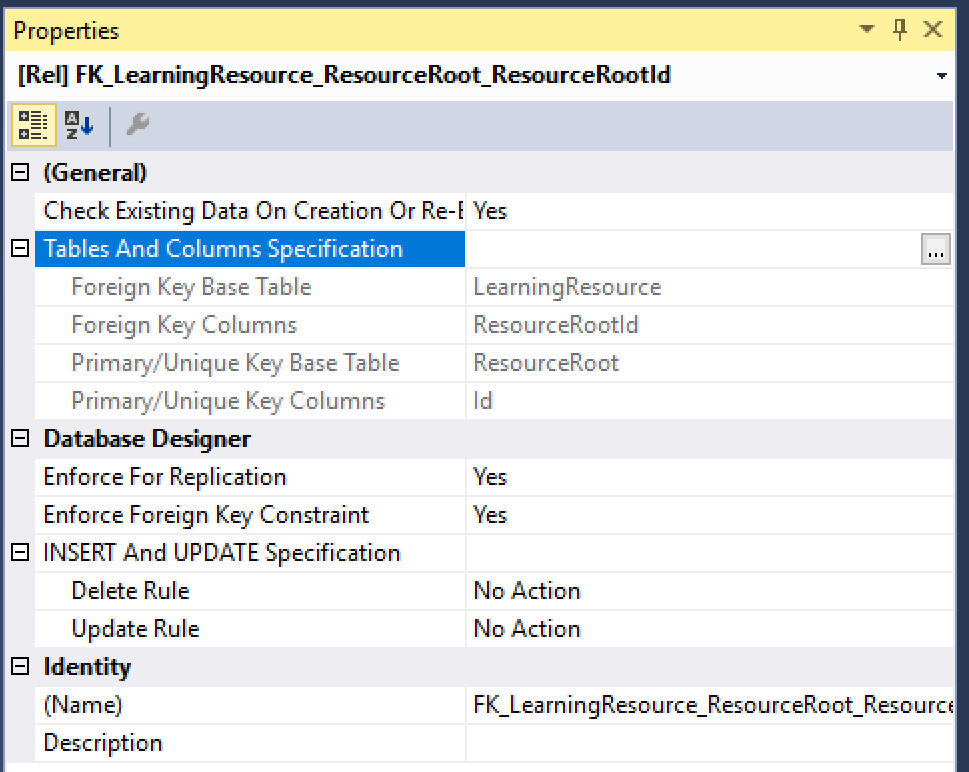 Properties
[Rel] FK_LearningResource_ResourceRoot_ResourceRootId
(General)
Check Existing Data On Creation Or Re-E Yes
Tables And Columns Specification ...
Foreign Key Base Table LearningResource
Foreign Key Columns ResourceRootId
Primary/Unique Key Base Table ResourceRoot
Primary/Unique Key Columns Id
Database Designer
Enforce For Replication Yes
Enforce Foreign Key Constraint Yes
INSERT And UPDATE Specification
Delete Rule No Action
Update Rule No Action
Identity
(Name) FK_LearningResource_ResourceRoot_Resource
Description